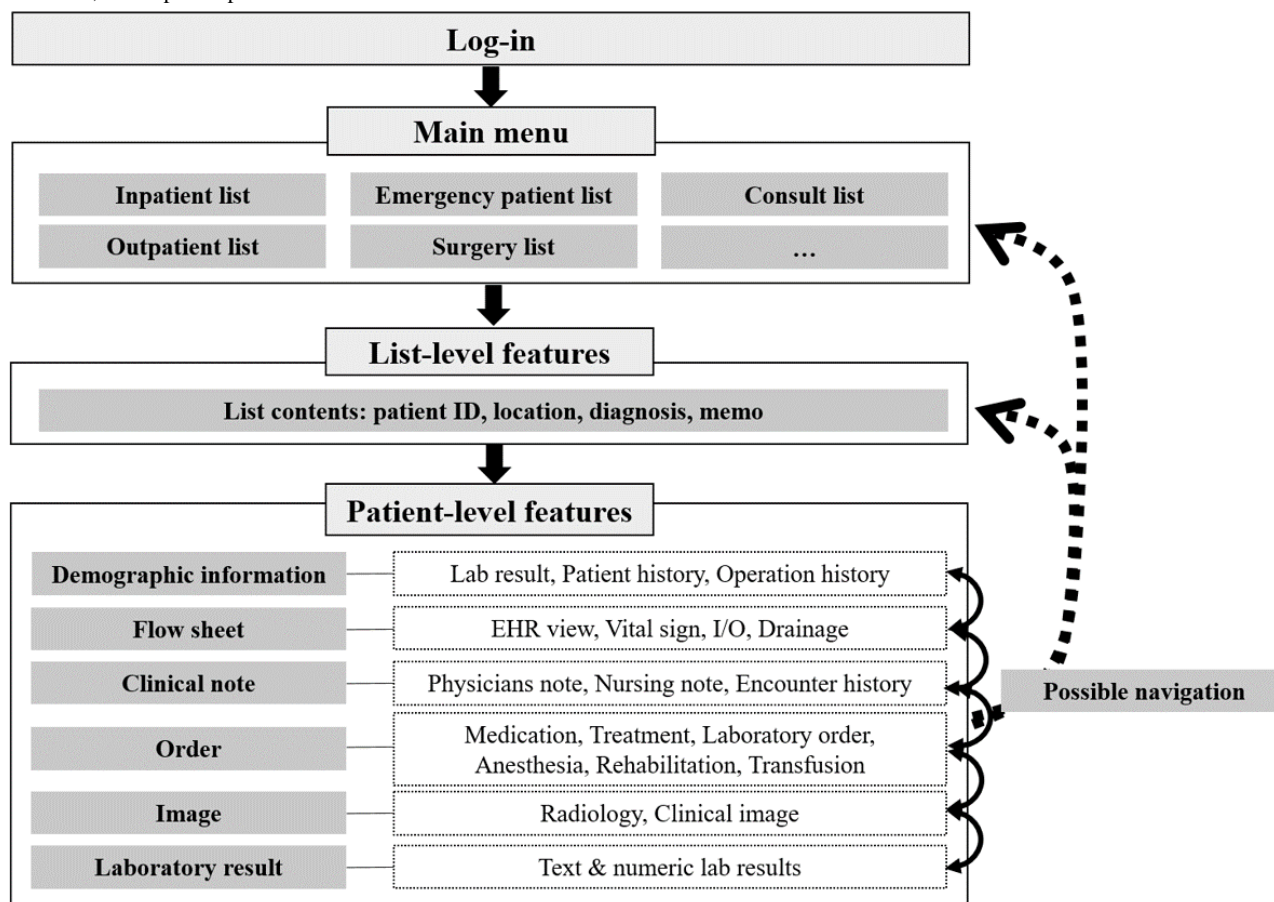 Log-in
Main menu
Inpatient list
Emergency patient list
Consult list
Outpatient list
Surgery list
...
List-level features
List contents: patient ID, location, diagnosis, memo
Patient-level features
Demographic information
Lab result, Patient history, Operation history
Flow sheet
EHR view, Vital sign, I/O, Drainage
Clinical note
Physicians note, Nursing note, Encounter history
Possible navigation
Order
Medication, Treatment, Laboratory order,
Anesthesia, Rehabilitation, Transfusion
Image
Radiology, Clinical image
Laboratory result
Text & numeric lab results